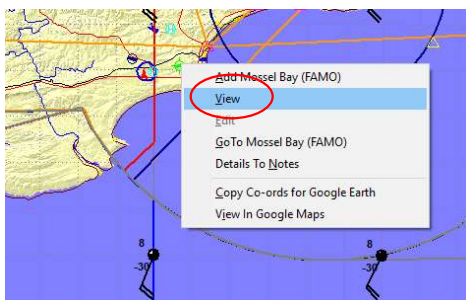 Add Mossel Bay (FAMO)
View
Edit
GoTo Mossel Bay (FAMO)
Details To Notes
Copy Co-ords for Google Earth
View In Google Maps
8
-30
8
-30